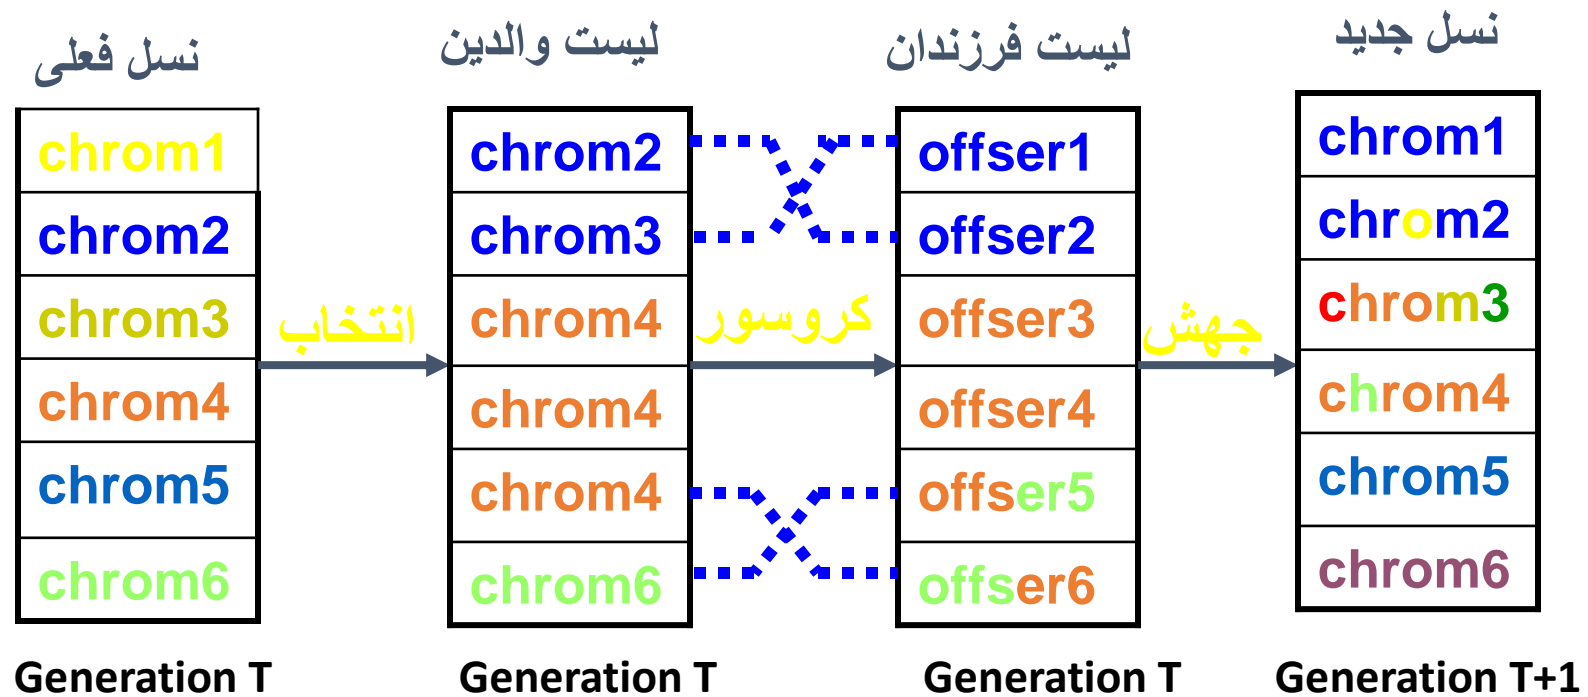 نسل فعلی
لیست والدین
لیست فرزندان
نسل جدید
chrom1
chrom2
chrom3
chrom4
chrom5
chrom6
انتخاب
chrom2
chrom3
chrom4
chrom4
chrom4
chrom6
کروسور
offser1
offser2
offser3
offser4
offser5
offser6
جهش
chrom1
chrom2
chrom3
chrom4
chrom5
chrom6
Generation T
Generation T
Generation T
Generation T+1